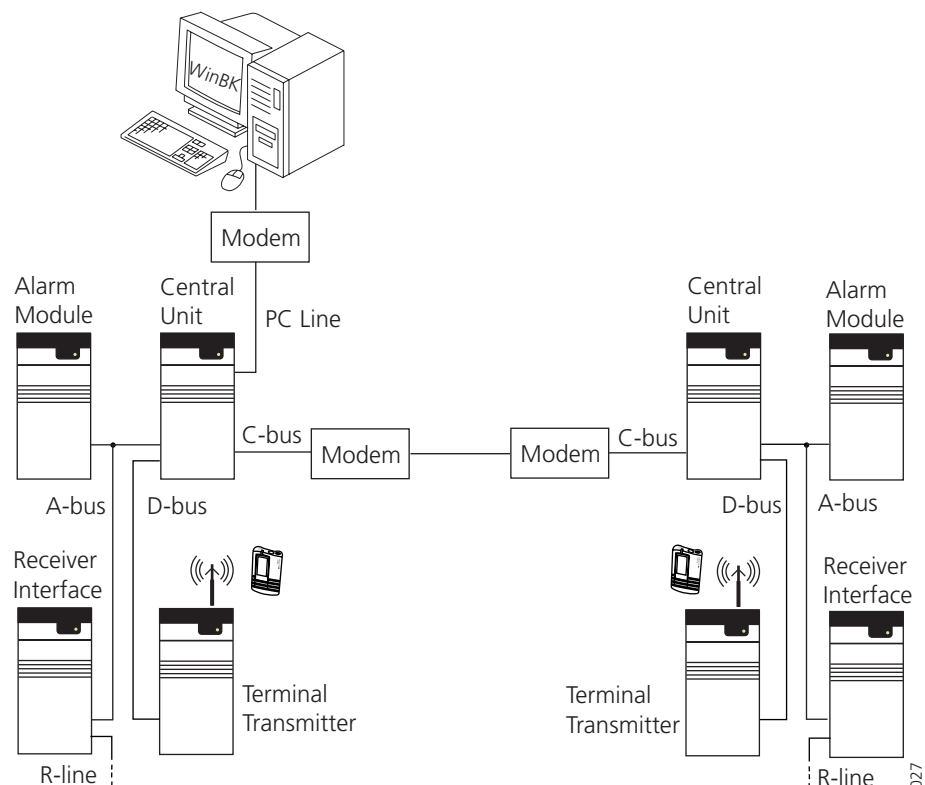 WinBK
Modem
Alarm
Module
Central
Unit
PC Line
Central
Unit
Alarm
Module
C-bus
Modem
Modem
C-bus
A-bus
D-bus
D-bus
A-bus
Receiver
Interface
Receiver
Interface
Terminal
Transmitter
Terminal
Transmitter
R-line
R-line
027